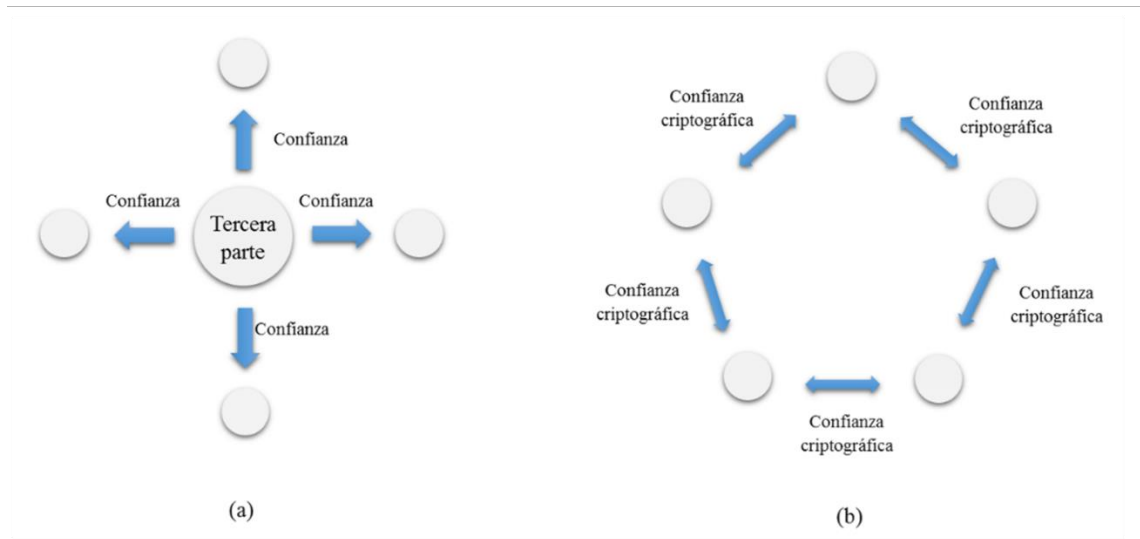 Confianza
Confianza
Confianza
Tercera
parte
Confianza
(a)
Confianza
criptográfica
Confianza
criptográfica
Confianza
criptográfica
Confianza
criptográfica
Confianza
criptográfica
(b)